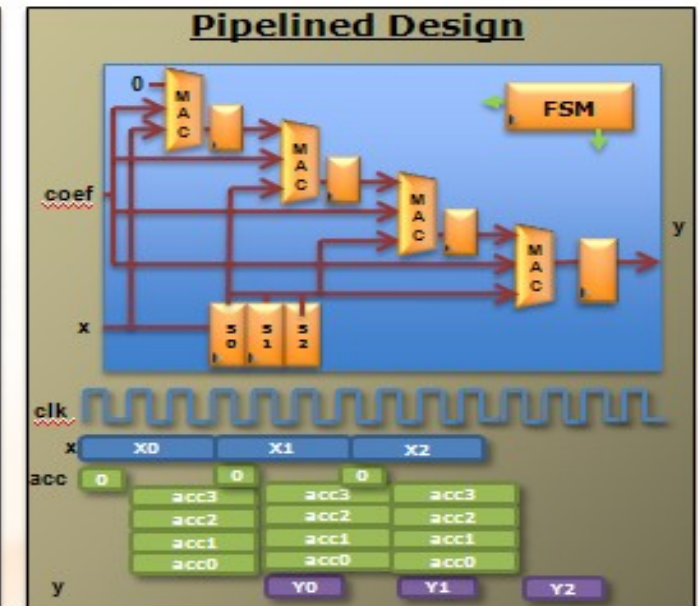 Pipelined Design
0
MAC
FSM
MAC
coef
MAC
y
MAC
x
S0
S1
S2
clk
x X0 X1 X2
acc 0 0 0
acc3 acc3 acc3
acc2 acc2 acc2
acc1 acc1 acc1
acc0 acc0 acc0
y Y0 Y1 Y2